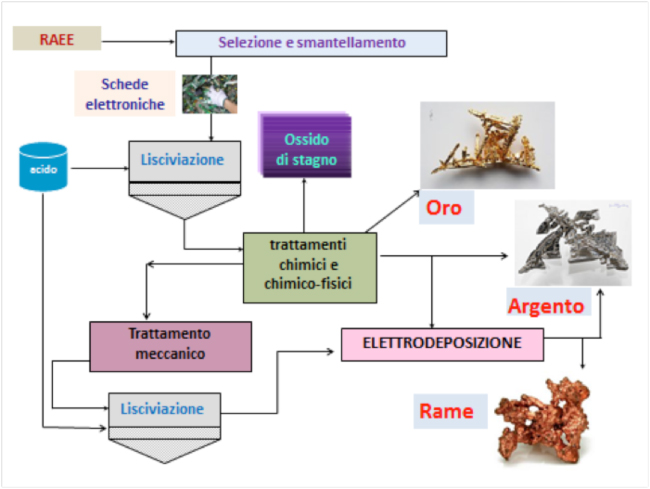 RAEE
Selezione e smantellamento
Schede
elettroniche
Ossido
di stagno
Lisciviazione
acido
Oro
trattamenti
chimici e
chimico-fisici
Argento
Trattamento
meccanico
ELETTRODEPOSIZIONE
Lisciviazione
Rame